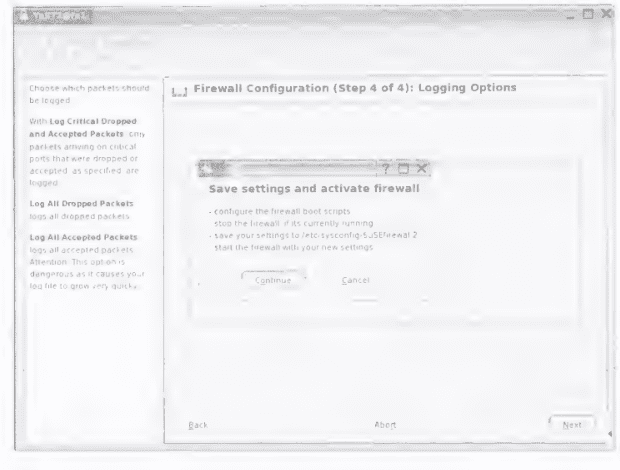 Choose which packets should
be logged.
With Log Critical Dropped
and Accepted Packets, only
packets arriving on critical
ports that were dropped or
accepted, as specified, are
logged.
Log All Dropped Packets
logs all dropped packets.
Log All Accepted Packets
logs all accepted packets.
Attention: This option is
dangerous as it causes your
log file to grow very quickly.
Firewall Configuration (Step 4 of 4): Logging Options
Save settings and activate firewall
- configure the firewall boot scripts
stop the firewall if its currently running
- save your settings to /etc/sysconfig/SuSEfirewall2
start the firewall with your new settings
Continue
Cancel
Back
Abort
Next